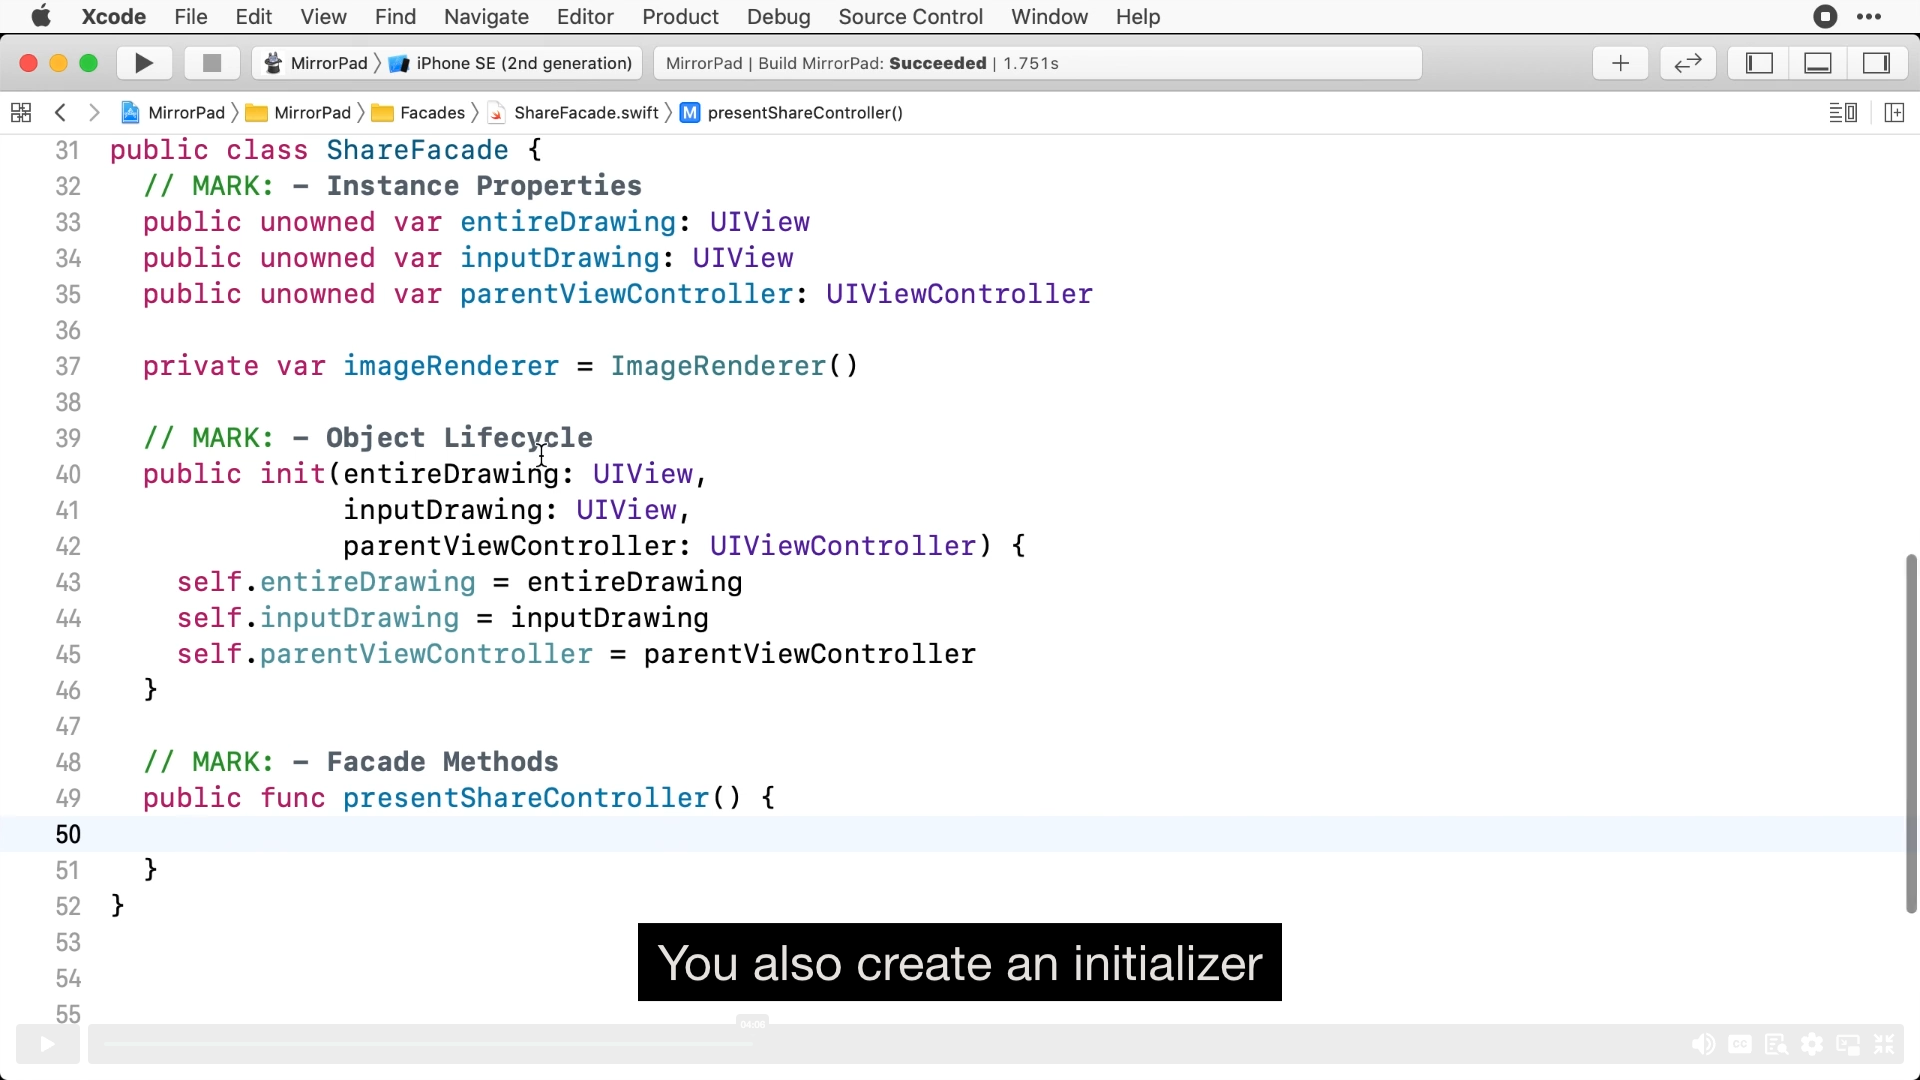 Xcode File Edit View Find Navigate Editor Product Debug Source Control Window Help
MirrorPad iPhone SE (2nd generation) MirrorPad | Build MirrorPad: Succeeded | 1.751s
MirrorPad MirrorPad Facades ShareFacade.swift M presentShareController()
31 public class ShareFacade {
32 // MARK: - Instance Properties
33 public unowned var entireDrawing: UIView
34 public unowned var inputDrawing: UIView
35 public unowned var parentViewController: UIViewController
36
37 private var imageRenderer = ImageRenderer()
38
39 // MARK: - Object Lifecycle
40 public init(entireDrawing: UIView,
41 inputDrawing: UIView,
42 parentViewController: UIViewController) {
43 self.entireDrawing = entireDrawing
44 self.inputDrawing = inputDrawing
45 self.parentViewController = parentViewController
46 }
47
48 // MARK: - Facade Methods
49 public func presentShareController() {
50
51 }
52 }
53
54
55
You also create an initializer
04:06
CC